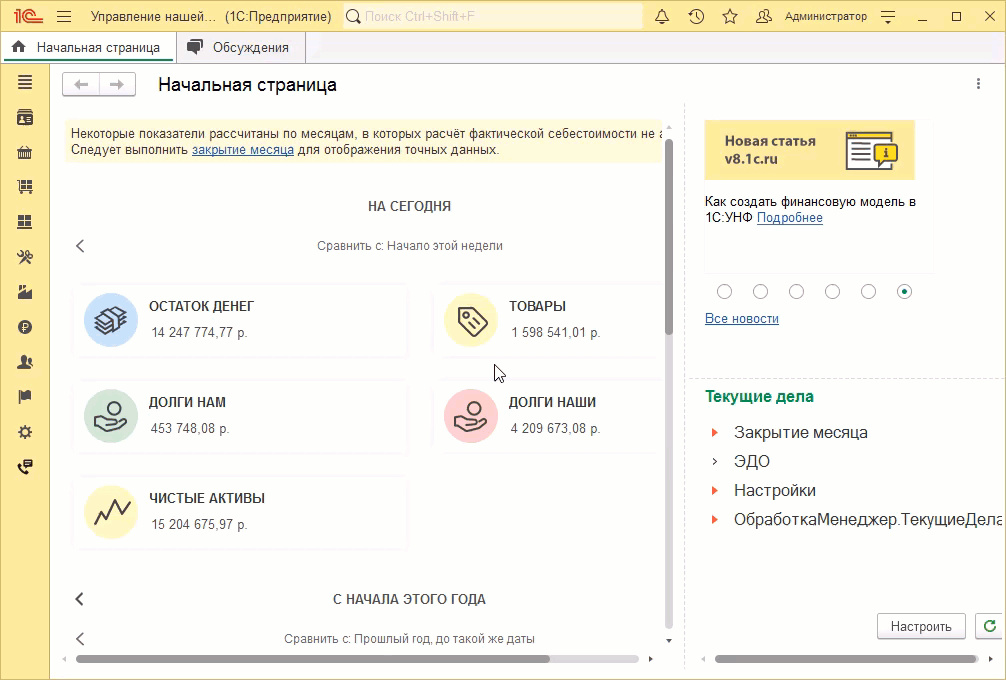 1С Управление нашей... (1С:Предприятие) Поиск Ctrl+Shift+F Администратор
Начальная страница Обсуждения
Начальная страница
Некоторые показатели рассчитаны по месяцам, в которых расчёт фактической себестоимости не
Следует выполнить закрытие месяца для отображения точных данных.
НА СЕГОДНЯ
Сравнить с: Начало этой недели
ОСТАТОК ДЕНЕГ
14 247 774,77 р.
ТОВАРЫ
1 598 541,01 р.
ДОЛГИ НАМ
453 748,08 р.
ДОЛГИ НАШИ
4 209 673,08 р.
ЧИСТЫЕ АКТИВЫ
15 204 675,97 р.
С НАЧАЛА ЭТОГО ГОДА
Сравнить с: Прошлый год, до такой же даты
Новая статья
v8.1c.ru
Как создать финансовую модель в
1С:УНФ Подробнее
Все новости
Текущие дела
Закрытие месяца
ЭДО
Настройки
ОбработкаМенеджер.ТекущиеДела
Настроить